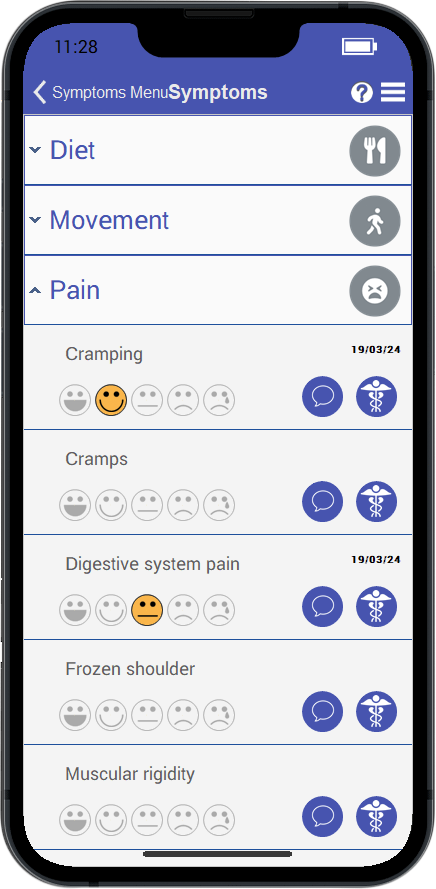 11:28
Symptoms Menu Symptoms ?
Diet
Movement
Pain
Cramping 19/03/24
Cramps
Digestive system pain 19/03/24
Frozen shoulder
Muscular rigidity